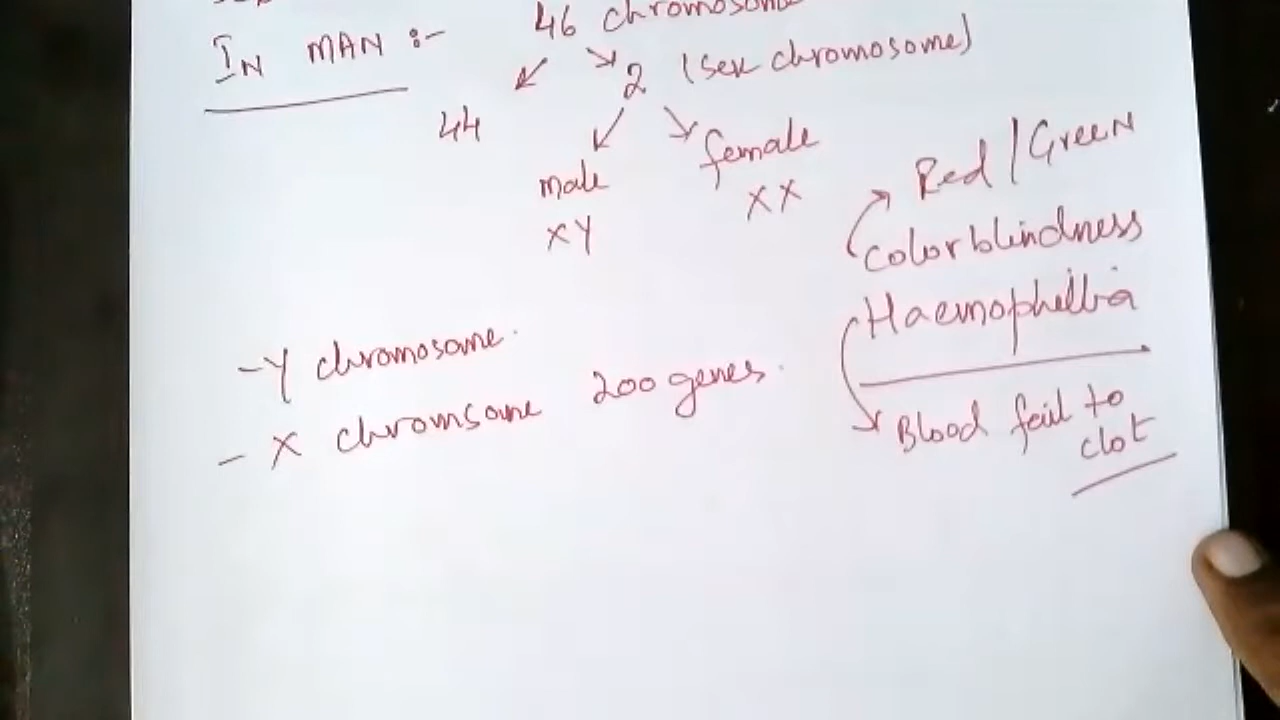 IN MAN :- 46 chromosome
44 2 (sex chromosome)
male female
XY XX
- Y chromosome.
- X chromsome 200 genes.
Red / Green
colorblindness
Haemophellia
Blood fail to
clot